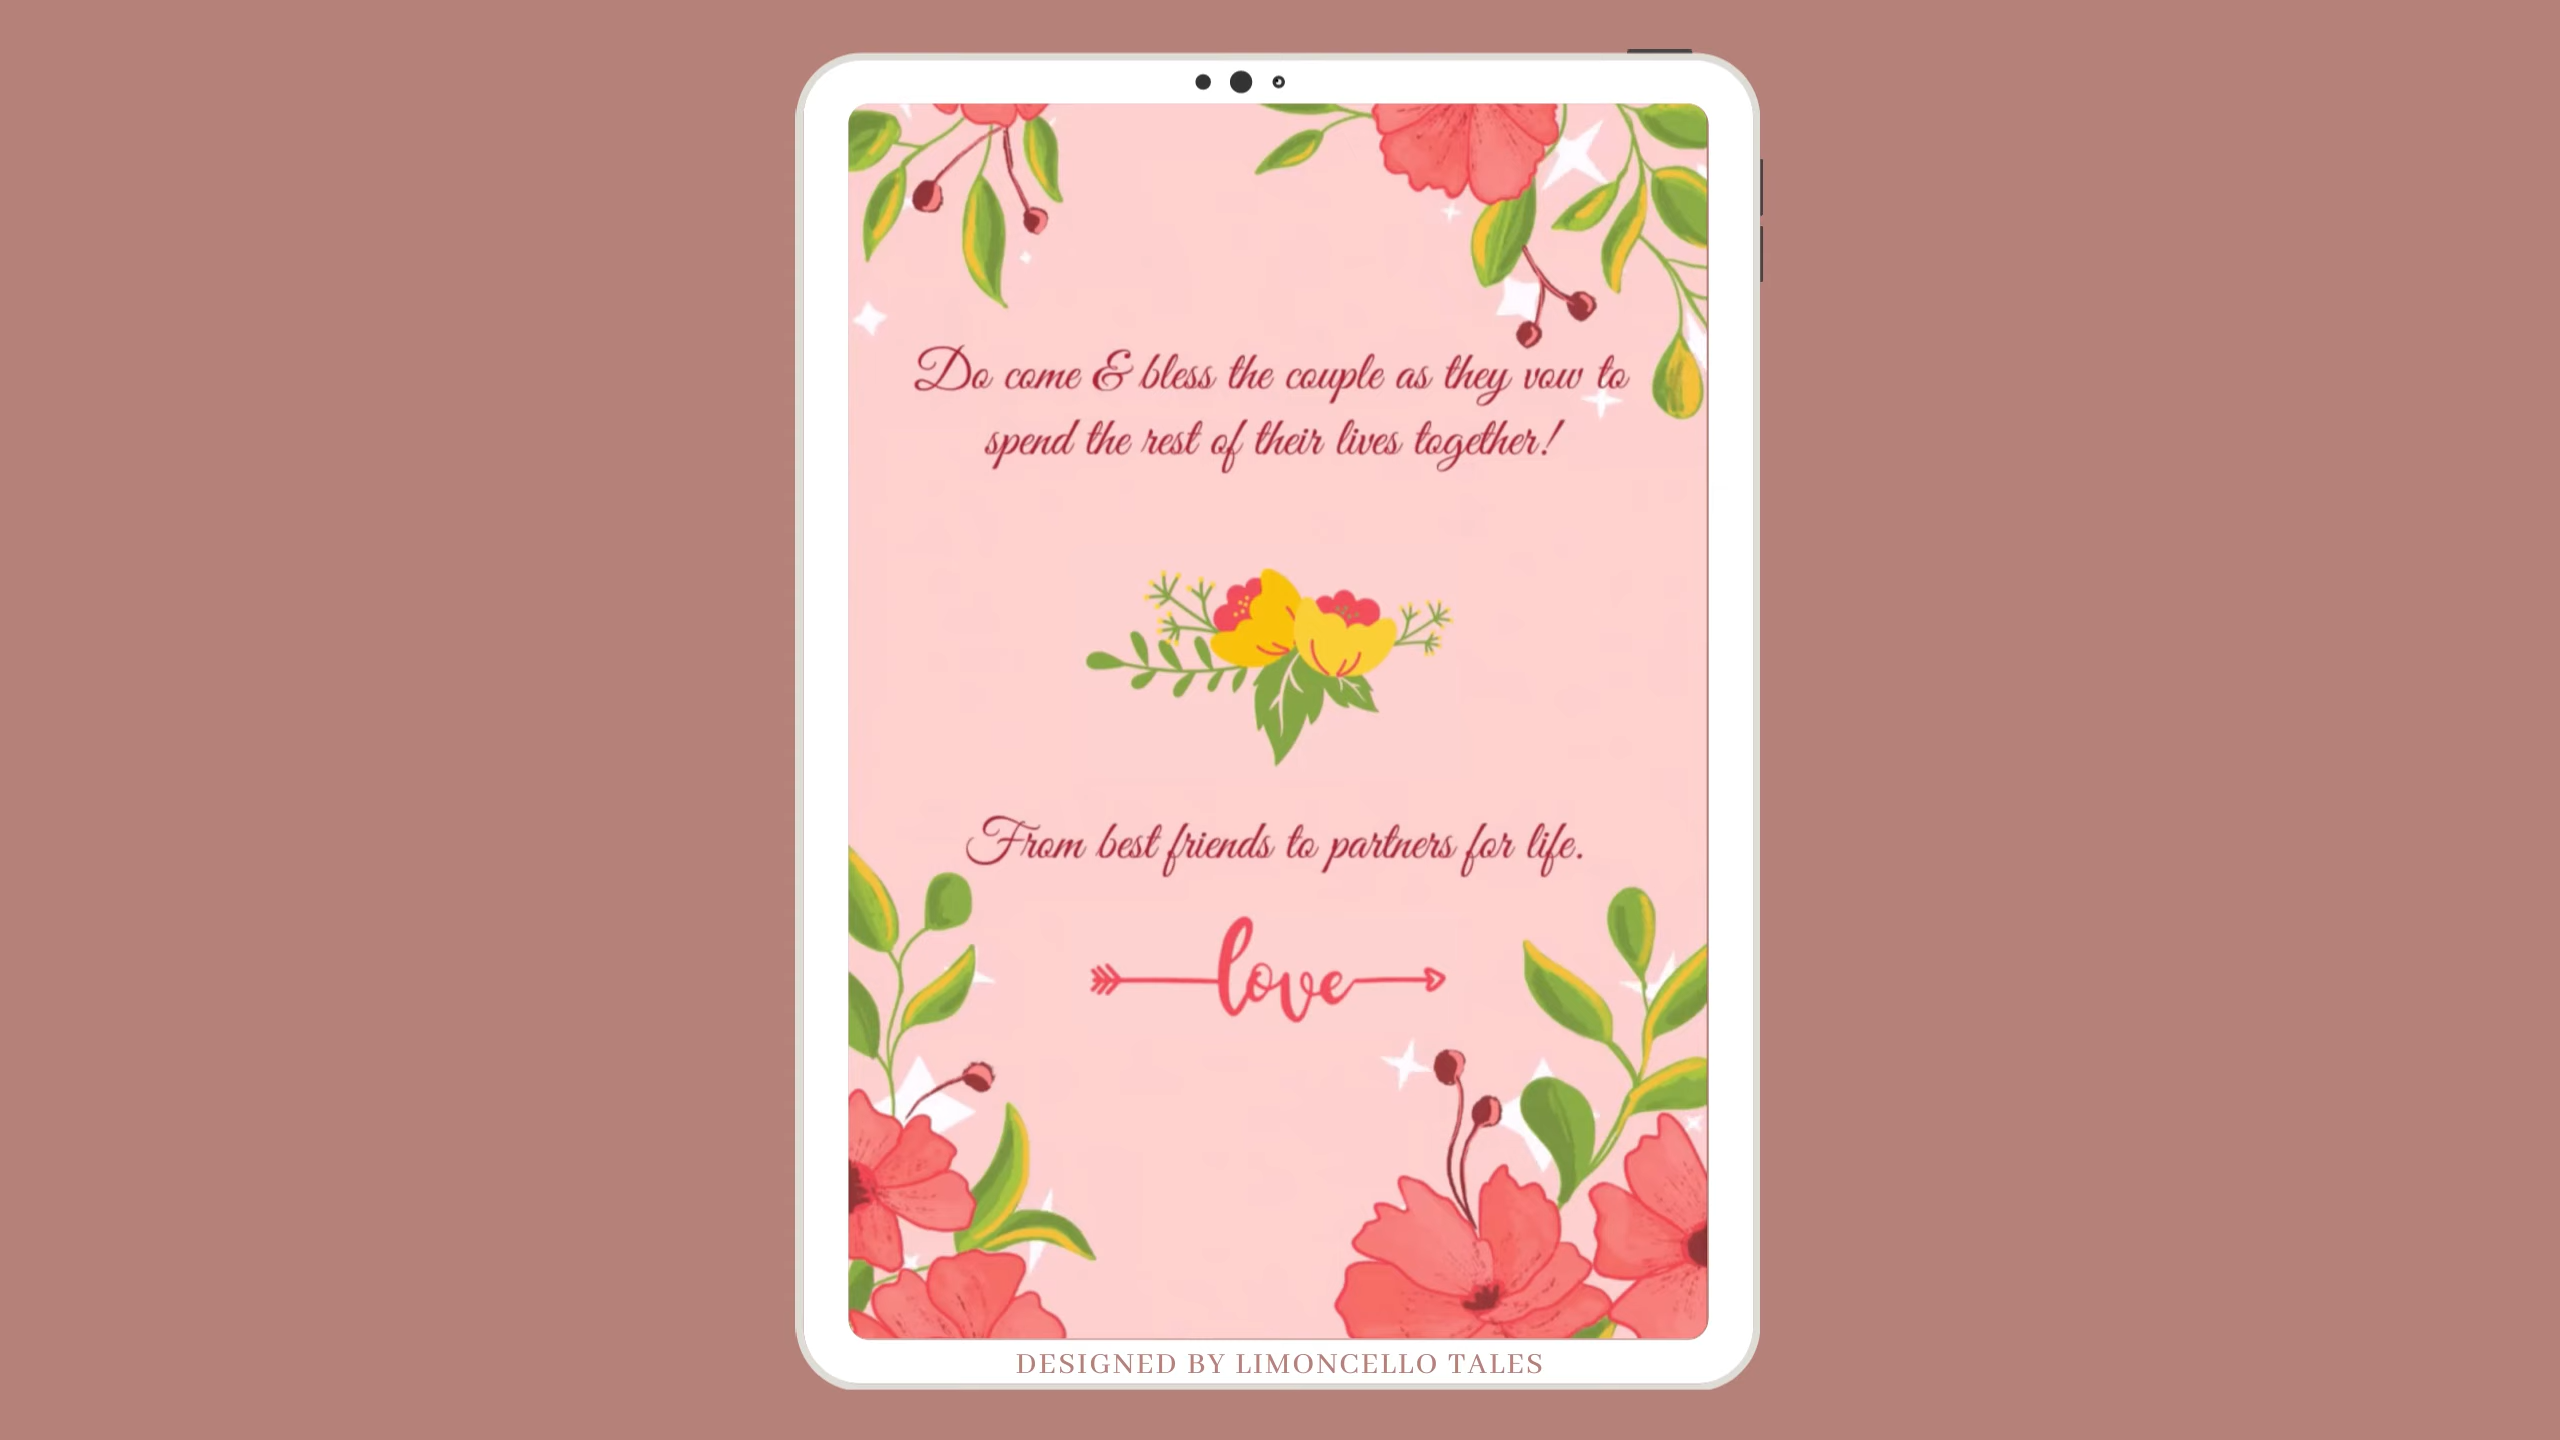 Do come & bless the couple as they vow to
spend the rest of their lives together!
From best friends to partners for life.
love
DESIGNED BY LIMONCELLO TALES